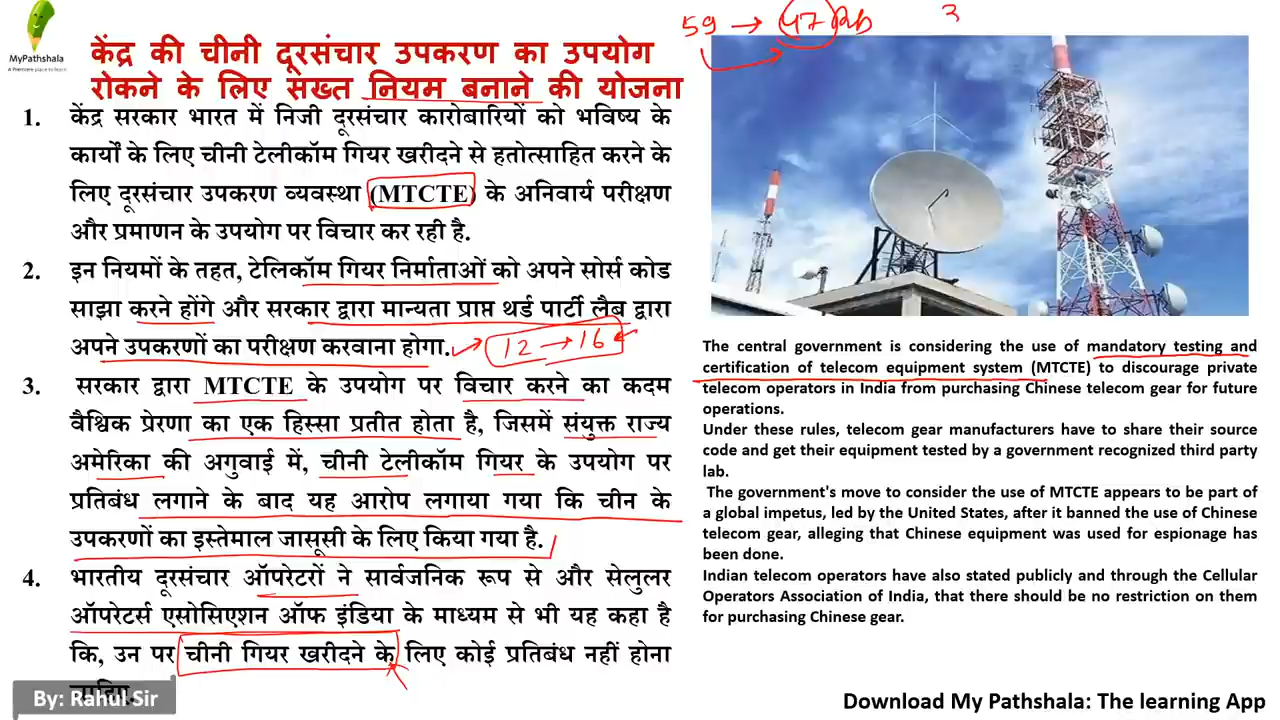 59 → 47
MyPathshala
केंद्र की चीनी दूरसंचार उपकरण का उपयोग
रोकने के लिए सख्त नियम बनाने की योजना
1. केंद्र सरकार भारत में निजी दूरसंचार कारोबारियों को भविष्य के
कार्यों के लिए चीनी टेलीकॉम गियर खरीदने से हतोत्साहित करने के
लिए दूरसंचार उपकरण व्यवस्था (MTCTE) के अनिवार्य परीक्षण
और प्रमाणन के उपयोग पर विचार कर रही है.
2. इन नियमों के तहत, टेलिकॉम गियर निर्माताओं को अपने सोर्स कोड
साझा करने होंगे और सरकार द्वारा मान्यता प्राप्त थर्ड पार्टी लैब द्वारा
अपने उपकरणों का परीक्षण करवाना होगा. 12 → 16
3. सरकार द्वारा MTCTE के उपयोग पर विचार करने का कदम
वैश्विक प्रेरणा का एक हिस्सा प्रतीत होता है, जिसमें संयुक्त राज्य
अमेरिका की अगुवाई में, चीनी टेलीकॉम गियर के उपयोग पर
प्रतिबंध लगाने के बाद यह आरोप लगाया गया कि चीन के
उपकरणों का इस्तेमाल जासूसी के लिए किया गया है.
4. भारतीय दूरसंचार ऑपरेटरों ने सार्वजनिक रूप से और सेलुलर
ऑपरेटर्स एसोसिएशन ऑफ इंडिया के माध्यम से भी यह कहा है
कि, उन पर चीनी गियर खरीदने के लिए कोई प्रतिबंध नहीं होना
By: Rahul Sir
The central government is considering the use of mandatory testing and
certification of telecom equipment system (MTCTE) to discourage private
telecom operators in India from purchasing Chinese telecom gear for future
operations.
Under these rules, telecom gear manufacturers have to share their source
code and get their equipment tested by a government recognized third party
lab.
The government's move to consider the use of MTCTE appears to be part of
a global impetus, led by the United States, after it banned the use of Chinese
telecom gear, alleging that Chinese equipment was used for espionage has
been done.
Indian telecom operators have also stated publicly and through the Cellular
Operators Association of India, that there should be no restriction on them
for purchasing Chinese gear.
Download My Pathshala: The learning App